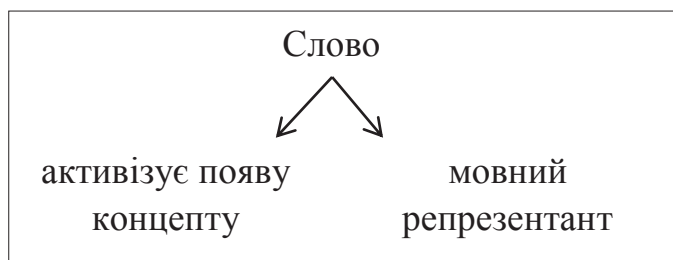 Слово
активізує появу
концепту
мовний
репрезентант